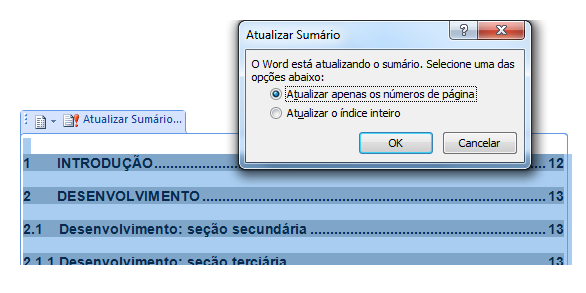 Atualizar Sumário
O Word está atualizando o sumário. Selecione uma das
opções abaixo:
Atualizar apenas os números de página
Atualizar o índice inteiro
OK Cancelar
Atualizar Sumário...
1 INTRODUÇÃO........................ 12
2 DESENVOLVIMENTO........................ 13
2.1 Desenvolvimento: seção secundária ........................ 13
2.1.1 Desenvolvimento: seção terciária........................ 13